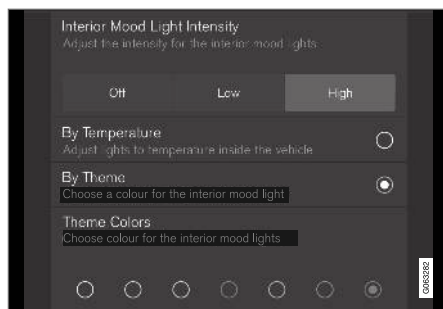 Interior Mood Light Intensity
Adjust the intensity for the interior mood lights
Off Low High
By Temperature
Adjust lights to temperature inside the vehicle
By Theme
Choose a colour for the interior mood light
Theme Colors
Choose colour for the interior mood lights
G063282